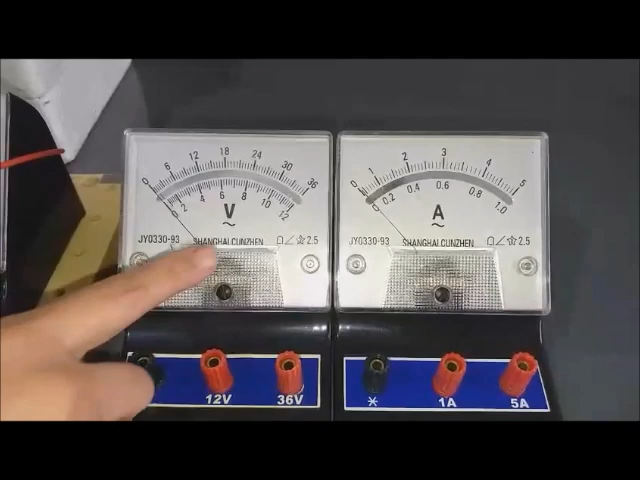 0 6 12 18 24 30 36
0 2 4 6 8 10 12
V
~
JY0330-93 SHANGHAI CUNZHEN 2.5
12V 36V
0 1 2 3 4 5
0 0.2 0.4 0.6 0.8 1.0
A
~
JY0330-93 SHANGHAI CUNZHEN 2.5
* 1A 5A